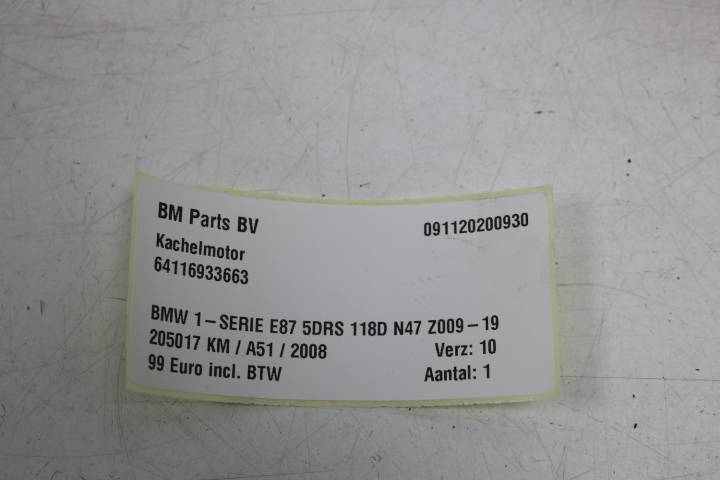 BM Parts BV 091120200930
Kachelmotor
64116933663
BMW 1-SERIE E87 5DRS 118D N47 Z009-19
205017 KM / A51 / 2008 Verz: 10
99 Euro incl. BTW Aantal: 1